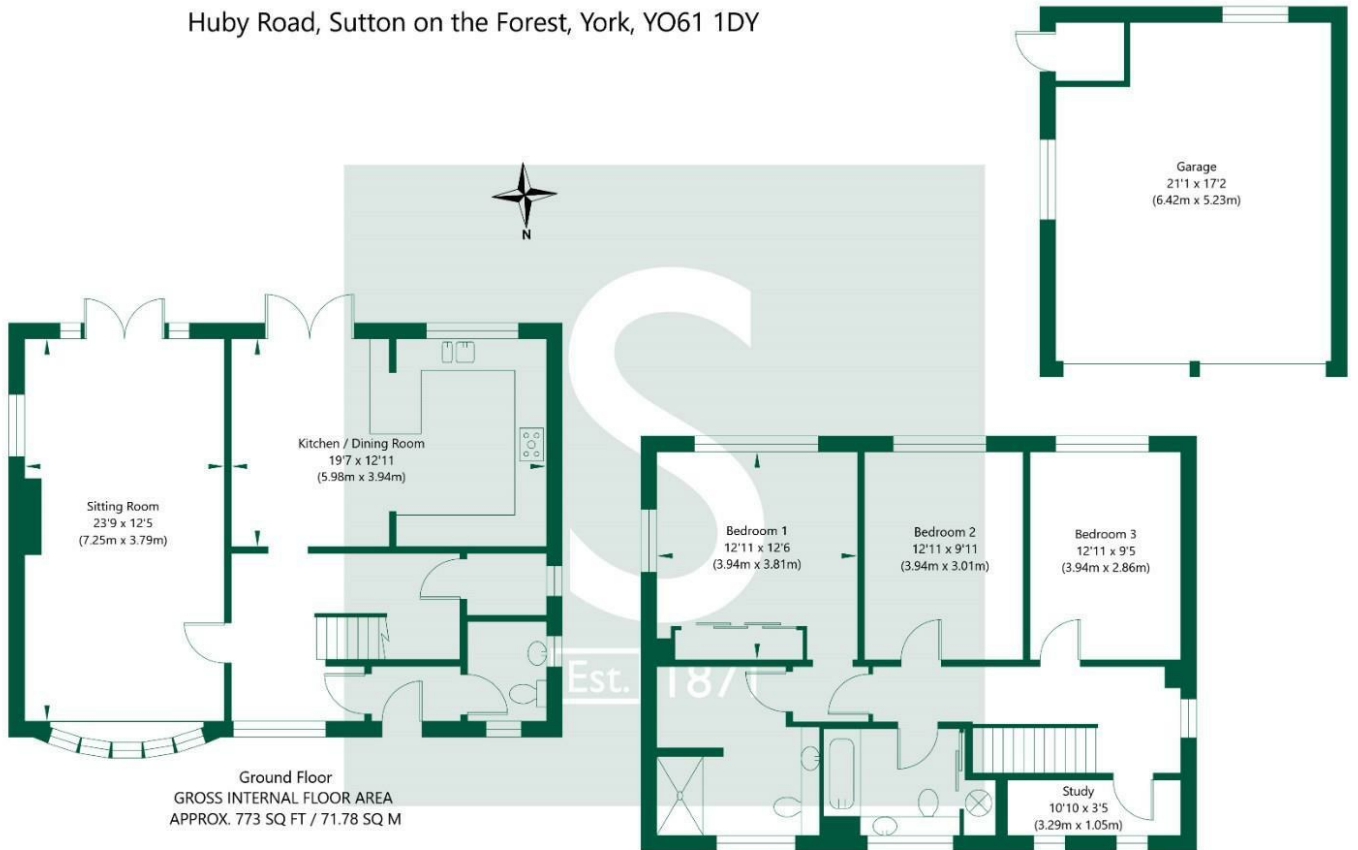 Huby Road, Sutton on the Forest, York, YO61 1DY
Garage
21'1 x 17'2
(6.42m x 5.23m)
N
Kitchen / Dining Room
19'7 x 12'11
(5.98m x 3.94m)
Sitting Room
23'9 x 12'5
(7.25m x 3.79m)
Bedroom 1
12'11 x 12'6
(3.94m x 3.81m)
Bedroom 2
12'11 x 9'11
(3.94m x 3.01m)
Bedroom 3
12'11 x 9'5
(3.94m x 2.86m)
S
Est. 1871
Ground Floor
GROSS INTERNAL FLOOR AREA
APPROX. 773 SQ FT / 71.78 SQ M
Study
10'10 x 3'5
(3.29m x 1.05m)